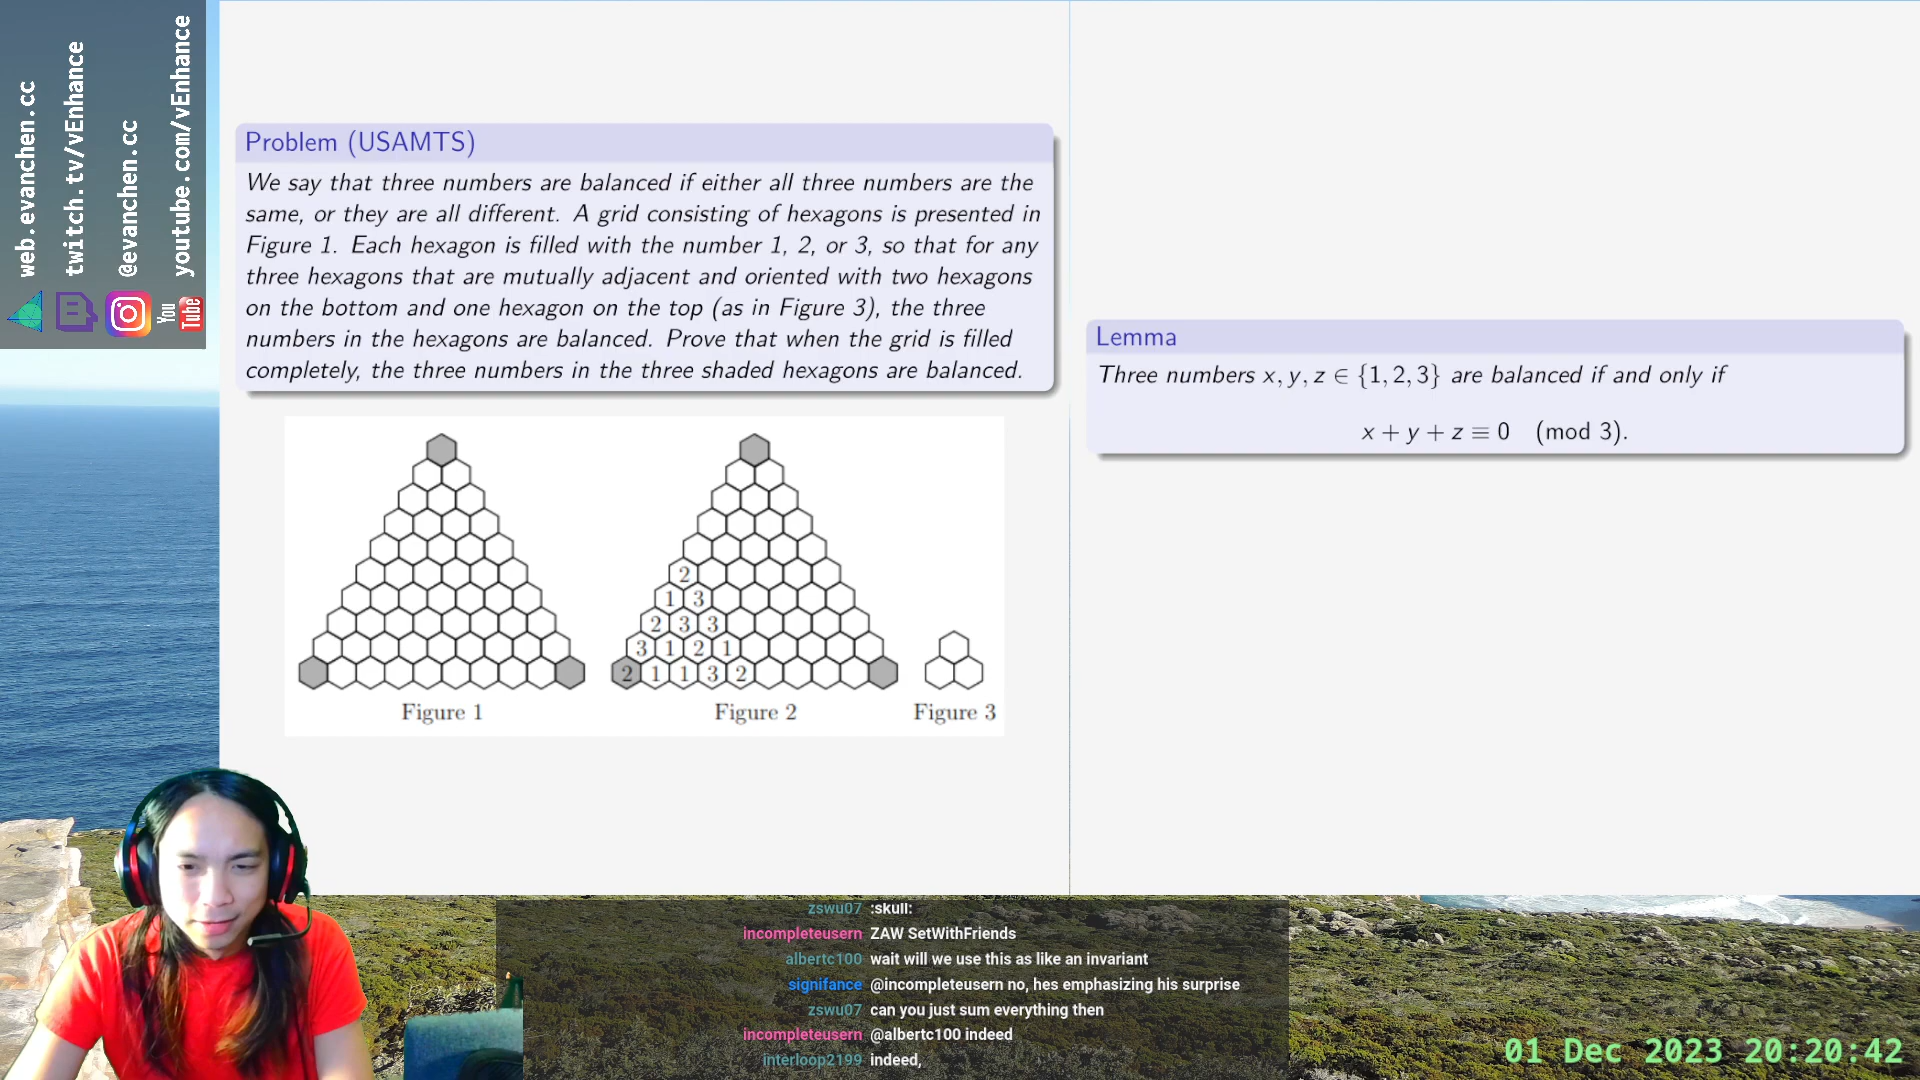 web.evanchen.cc
twitch.tv/vEnhance
@evanchen.cc
youtube.com/vEnhance
You
Tube
Problem (USAMTS)
We say that three numbers are balanced if either all three numbers are the
same, or they are all different. A grid consisting of hexagons is presented in
Figure 1. Each hexagon is filled with the number 1, 2, or 3, so that for any
three hexagons that are mutually adjacent and oriented with two hexagons
on the bottom and one hexagon on the top (as in Figure 3), the three
numbers in the hexagons are balanced. Prove that when the grid is filled
completely, the three numbers in the three shaded hexagons are balanced.
2
1 3
2 3 3
3 1 2 1
2 1 1 3 2
Figure 1
Figure 2
Figure 3
Lemma
Three numbers x, y, z ∈ {1, 2, 3} are balanced if and only if
x + y + z ≡ 0 (mod 3).
zswu07 :skull:
incompleteusern ZAW SetWithFriends
albertc100 wait will we use this as like an invariant
signifance @incompleteusern no, hes emphasizing his surprise
zswu07 can you just sum everything then
incompleteusern @albertc100 indeed
interloop2199 indeed,
01 Dec 2023 20:20:42